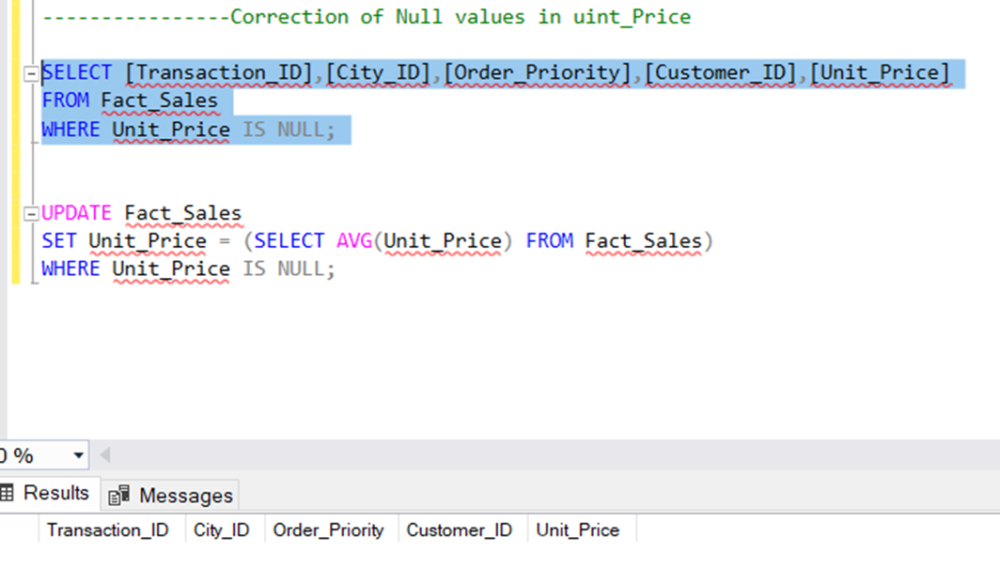 ----------------Correction of Null values in uint_Price
SELECT [Transaction_ID],[City_ID],[Order_Priority],[Customer_ID],[Unit_Price]
FROM Fact_Sales
WHERE Unit_Price IS NULL;
UPDATE Fact_Sales
SET Unit_Price = (SELECT AVG(Unit_Price) FROM Fact_Sales)
WHERE Unit_Price IS NULL;
0 %
Results Messages
Transaction_ID City_ID Order_Priority Customer_ID Unit_Price